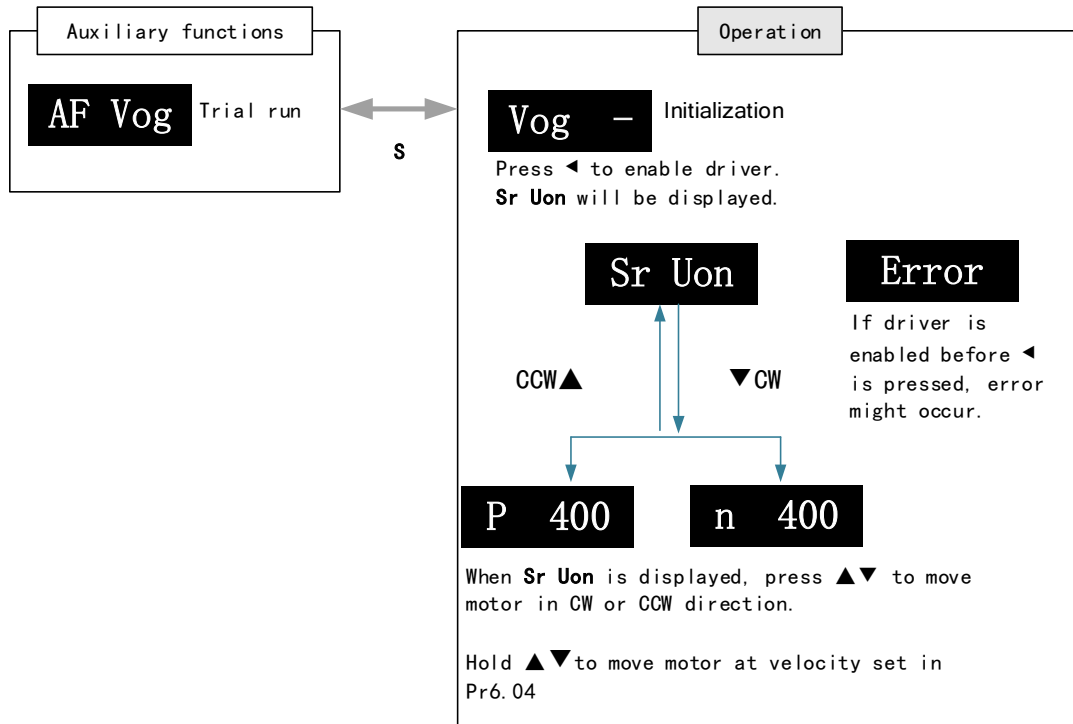 Auxiliary functions
AF Vog
Trial run
S
Operation
Vog -
Initialization
Press ◀ to enable driver.
Sr Uon will be displayed.
Sr Uon
Error
If driver is
enabled before ◀
is pressed, error
might occur.
CCW▲
▼CW
P 400
n 400
When Sr Uon is displayed, press ▲▼ to move
motor in CW or CCW direction.
Hold ▲▼to move motor at velocity set in
Pr6.04